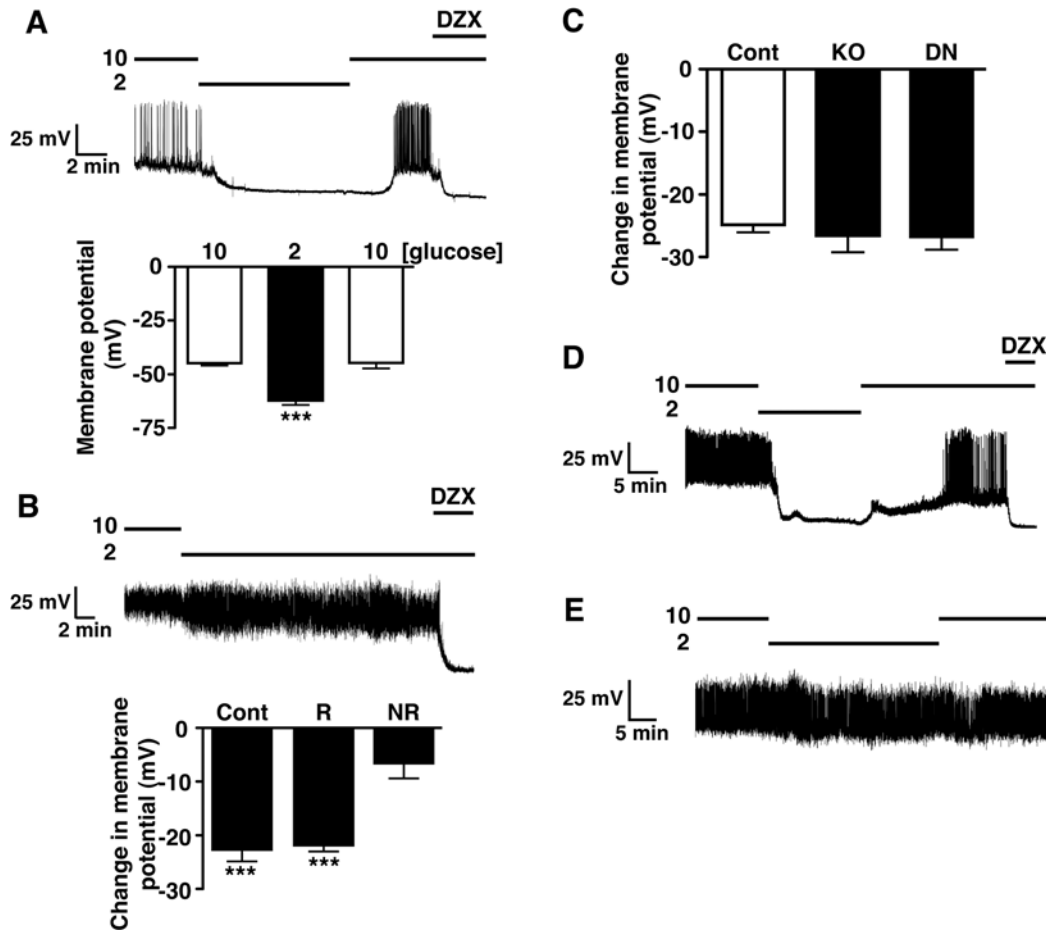 A
DZX
10
2
25 mV
2 min
10 2 10 [glucose]
0
-25
-50
-75
Membrane potential
(mV)
***
B
DZX
10
2
25 mV
2 min
Cont R NR
0
-10
-20
-30
Change in membrane
potential (mV)
*** ***
C
Cont KO DN
0
-10
-20
-30
Change in membrane
potential (mV)
D
DZX
10
2
25 mV
5 min
E
10
2
25 mV
5 min